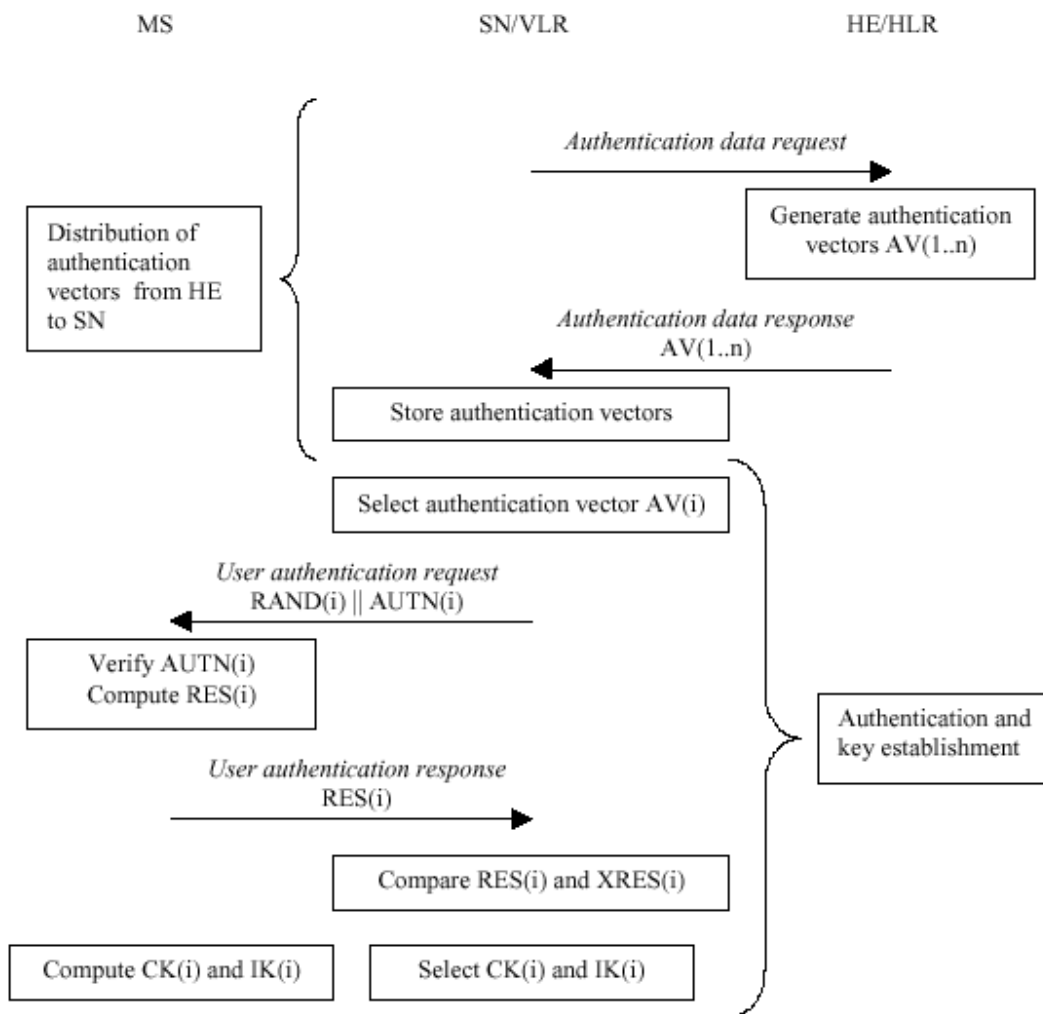 MS
SN/VLR
HE/HLR
Authentication data request
Generate authentication
vectors AV(1..n)
Distribution of
authentication
vectors from HE
to SN
Authentication data response
AV(1..n)
Store authentication vectors
Select authentication vector AV(i)
User authentication request
RAND(i) || AUTN(i)
Verify AUTN(i)
Compute RES(i)
Authentication and
key establishment
User authentication response
RES(i)
Compare RES(i) and XRES(i)
Compute CK(i) and IK(i)
Select CK(i) and IK(i)